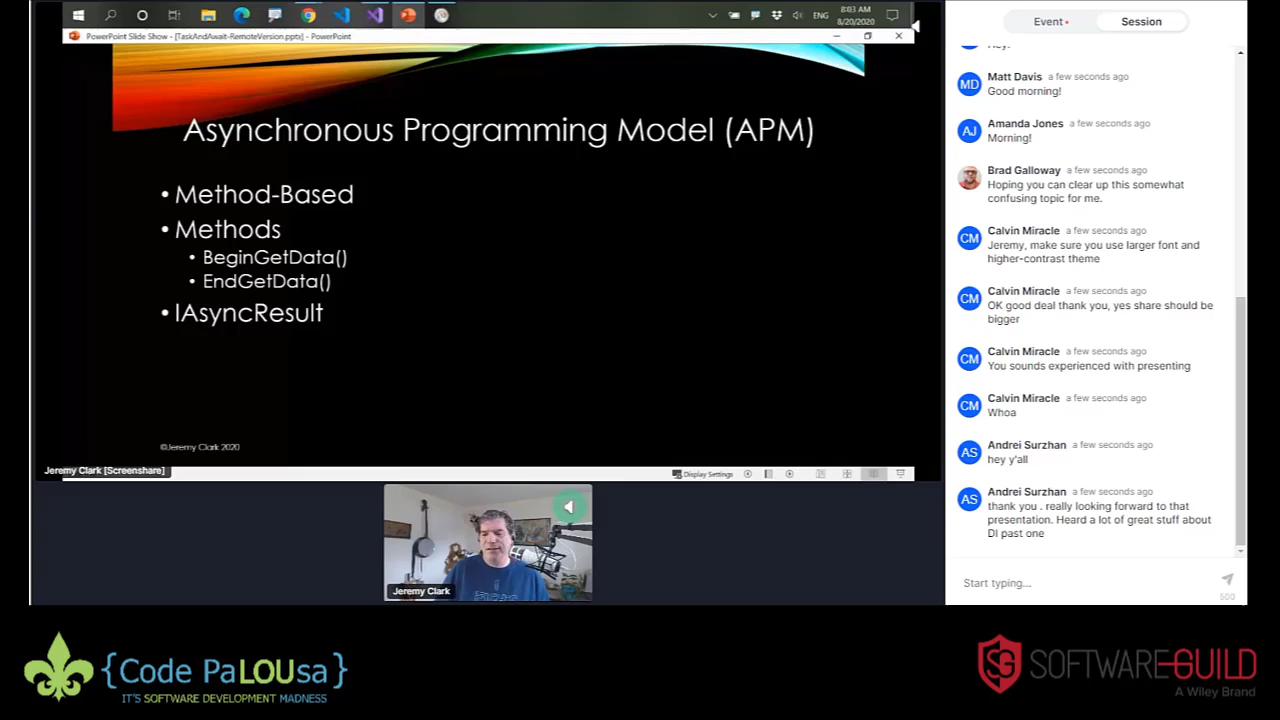 8:03 AM
ENG
8/20/2020
PowerPoint Slide Show - [TaskAndAwait-RemoteVersion.pptx] - PowerPoint
Asynchronous Programming Model (APM)
• Method-Based
• Methods
• BeginGetData()
• EndGetData()
• IAsyncResult
©Jeremy Clark 2020
Jeremy Clark [Screenshare]
Display Settings
Jeremy Clark
Event
Session
Hey!
MD
Matt Davis a few seconds ago
Good morning!
AJ
Amanda Jones a few seconds ago
Morning!
Brad Galloway a few seconds ago
Hoping you can clear up this somewhat
confusing topic for me.
CM
Calvin Miracle a few seconds ago
Jeremy, make sure you use larger font and
higher-contrast theme
CM
Calvin Miracle a few seconds ago
OK good deal thank you, yes share should be
bigger
CM
Calvin Miracle a few seconds ago
You sounds experienced with presenting
CM
Calvin Miracle a few seconds ago
Whoa
AS
Andrei Surzhan a few seconds ago
hey y'all
AS
Andrei Surzhan a few seconds ago
thank you . really looking forward to that
presentation. Heard a lot of great stuff about
DI past one
Start typing...
500
{Code PaLOUsa}
IT'S SOFTWARE DEVELOPMENT MADNESS
SG
SOFTWARE GUILD
A Wiley Brand